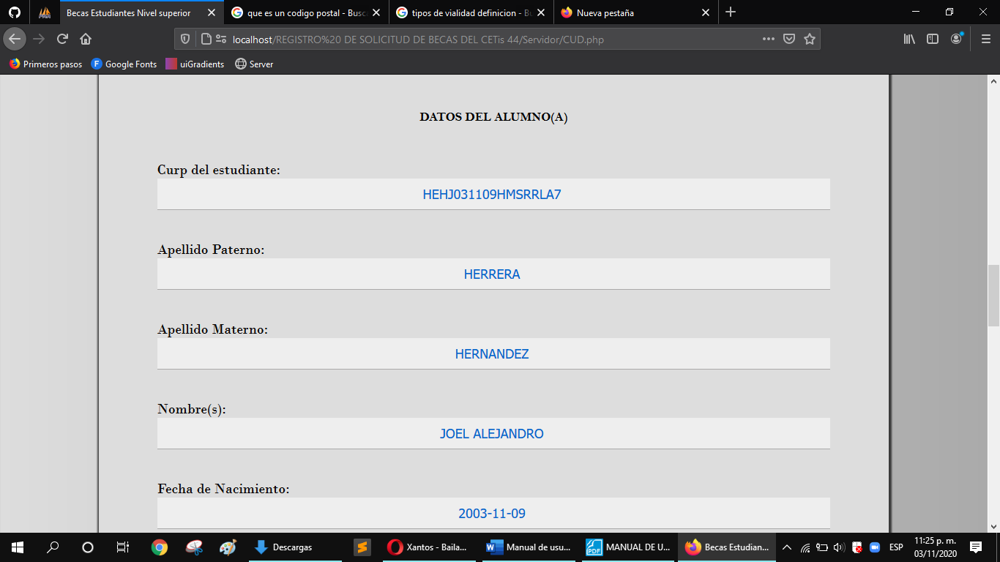 Becas Estudiantes Nivel superior
que es un codigo postal - Busc
tipos de vialidad definicion - Bu
Nueva pestaña
localhost/REGISTRO%20 DE SOLICITUD DE BECAS DEL CETis 44/Servidor/CUD.php
Primeros pasos
Google Fonts
uiGradients
Server
DATOS DEL ALUMNO(A)
Curp del estudiante:
HEHJ031109HMSRRLA7
Apellido Paterno:
HERRERA
Apellido Materno:
HERNANDEZ
Nombre(s):
JOEL ALEJANDRO
Fecha de Nacimiento:
2003-11-09
Descargas
Xantos - Baila...
Manual de usu...
MANUAL DE U...
Becas Estudian...
ESP
11:25 p. m.
03/11/2020